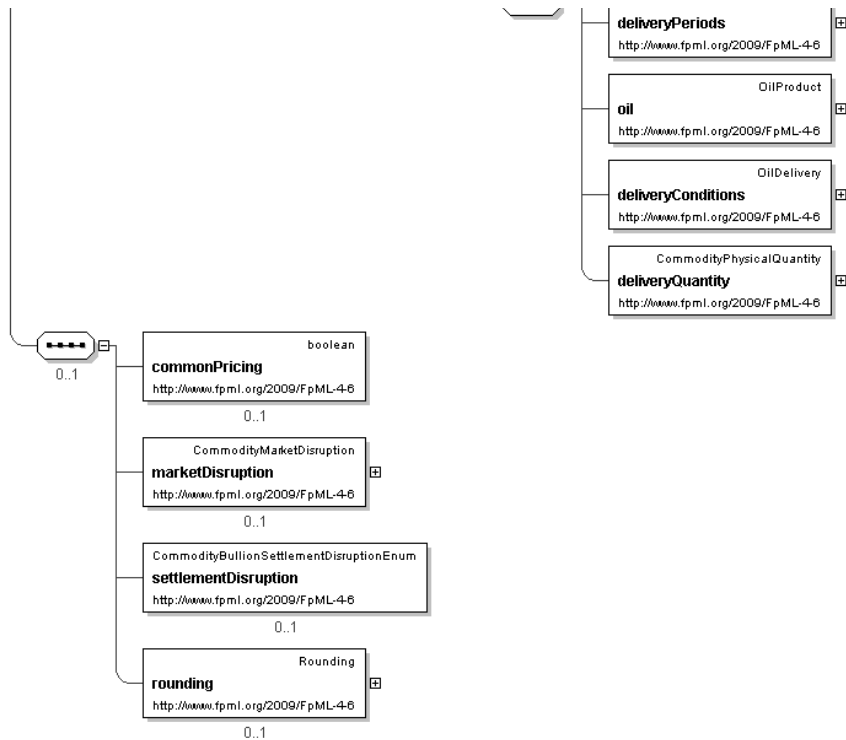 deliveryPeriods
http://www.fpml.org/2009/FpML-4-6
OilProduct
oil
http://www.fpml.org/2009/FpML-4-6
OilDelivery
deliveryConditions
http://www.fpml.org/2009/FpML-4-6
CommodityPhysicalQuantity
deliveryQuantity
http://www.fpml.org/2009/FpML-4-6
0..1
boolean
commonPricing
http://www.fpml.org/2009/FpML-4-6
0..1
CommodityMarketDisruption
marketDisruption
http://www.fpml.org/2009/FpML-4-6
0..1
CommodityBullionSettlementDisruptionEnum
settlementDisruption
http://www.fpml.org/2009/FpML-4-6
0..1
Rounding
rounding
http://www.fpml.org/2009/FpML-4-6
0..1